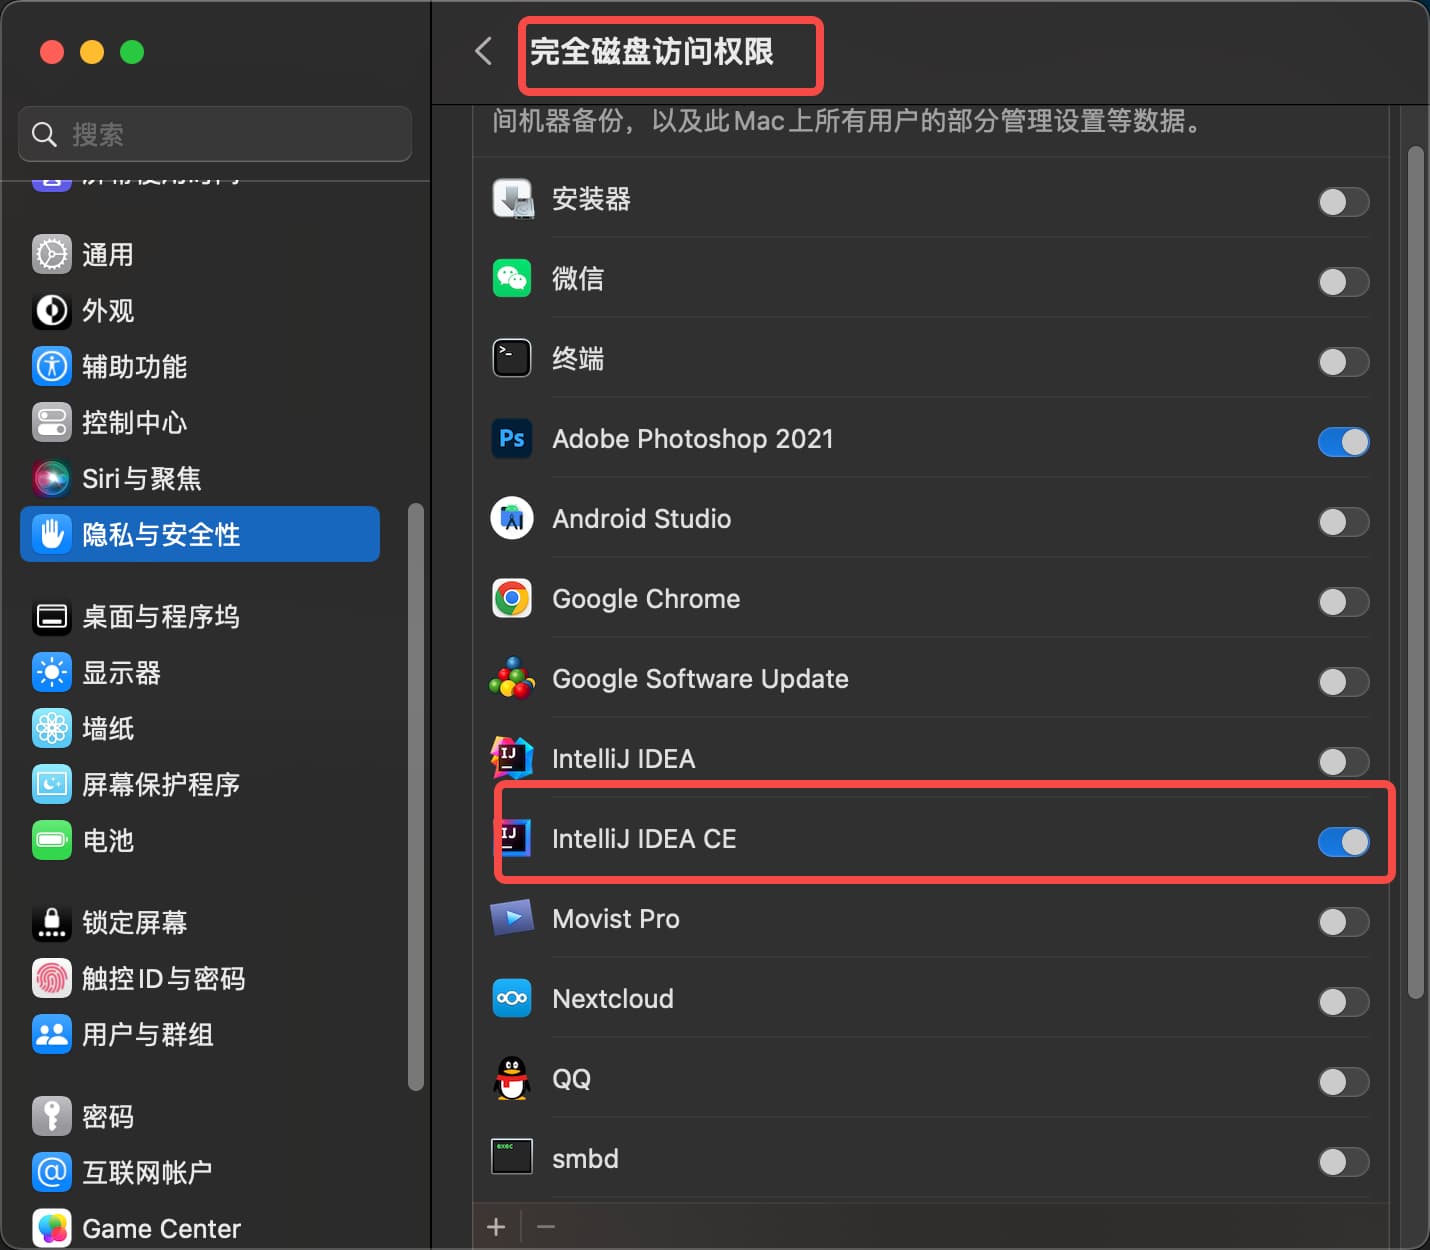 完全磁盘访问权限
搜索
通用
外观
辅助功能
控制中心
Siri与聚焦
隐私与安全性
桌面与程序坞
显示器
墙纸
屏幕保护程序
电池
锁定屏幕
触控ID与密码
用户与群组
密码
互联网帐户
Game Center
间机器备份，以及此Mac上所有用户的部分管理设置等数据。
安装器
微信
终端
Adobe Photoshop 2021
Android Studio
Google Chrome
Google Software Update
IntelliJ IDEA
IntelliJ IDEA CE
Movist Pro
Nextcloud
QQ
smbd